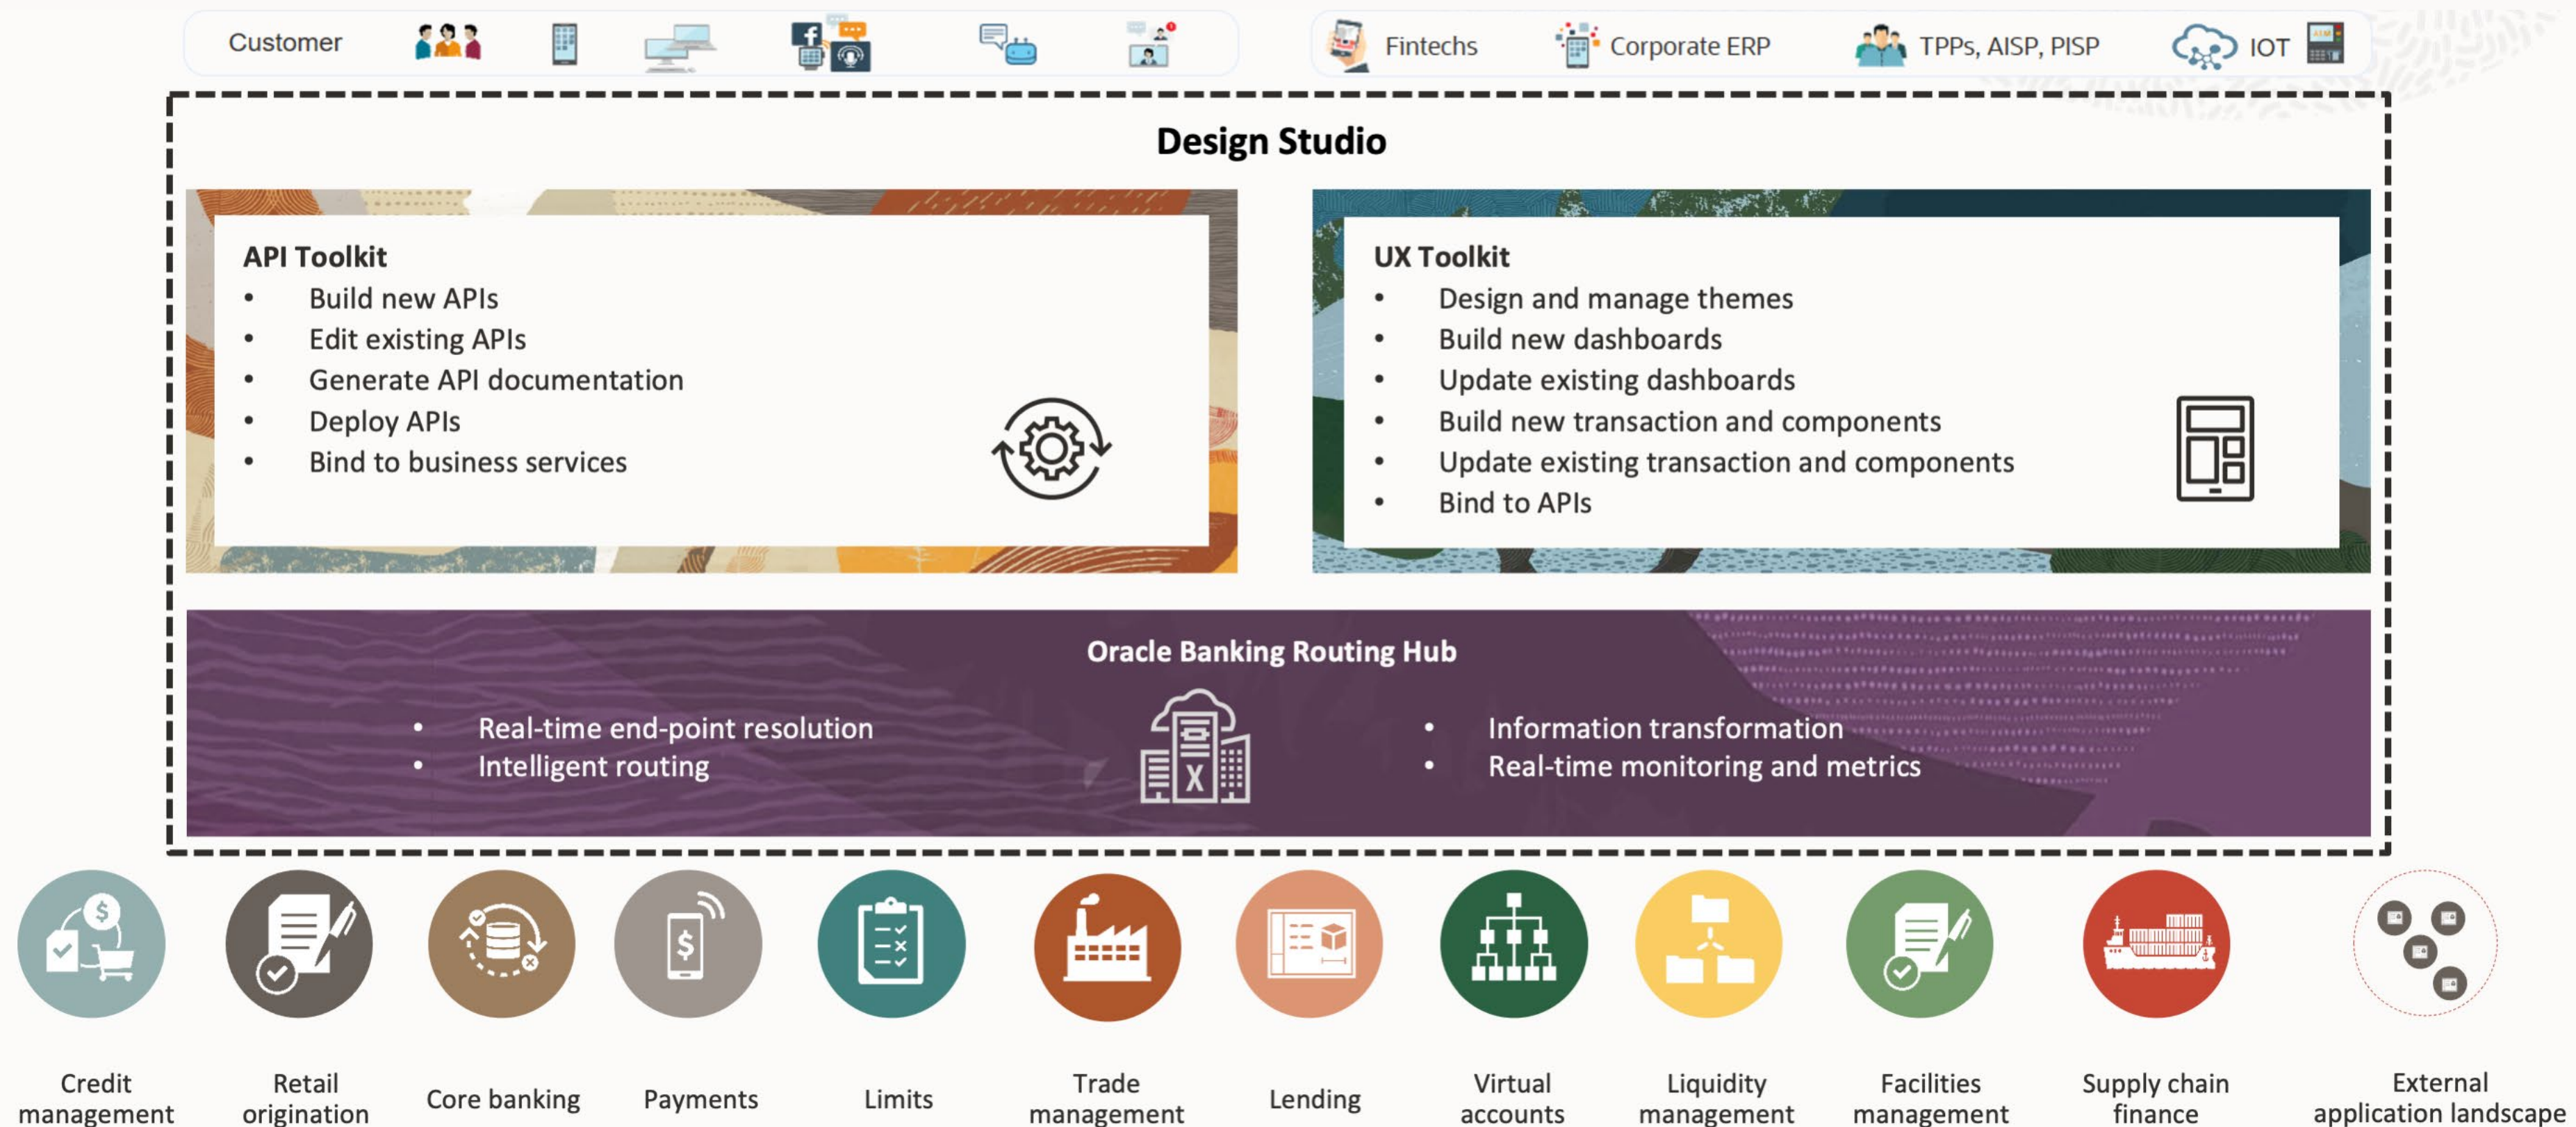 Customer
Fintechs
Corporate ERP
TPPs, AISP, PISP
IOT
Design Studio
API Toolkit
• Build new APIs
• Edit existing APIs
• Generate API documentation
• Deploy APIs
• Bind to business services
UX Toolkit
• Design and manage themes
• Build new dashboards
• Update existing dashboards
• Build new transaction and components
• Update existing transaction and components
• Bind to APIs
Oracle Banking Routing Hub
• Real-time end-point resolution
• Intelligent routing
X
• Information transformation
• Real-time monitoring and metrics
Credit
management
Retail
origination
Core banking
Payments
Limits
Trade
management
Lending
Virtual
accounts
Liquidity
management
Facilities
management
Supply chain
finance
External
application landscape